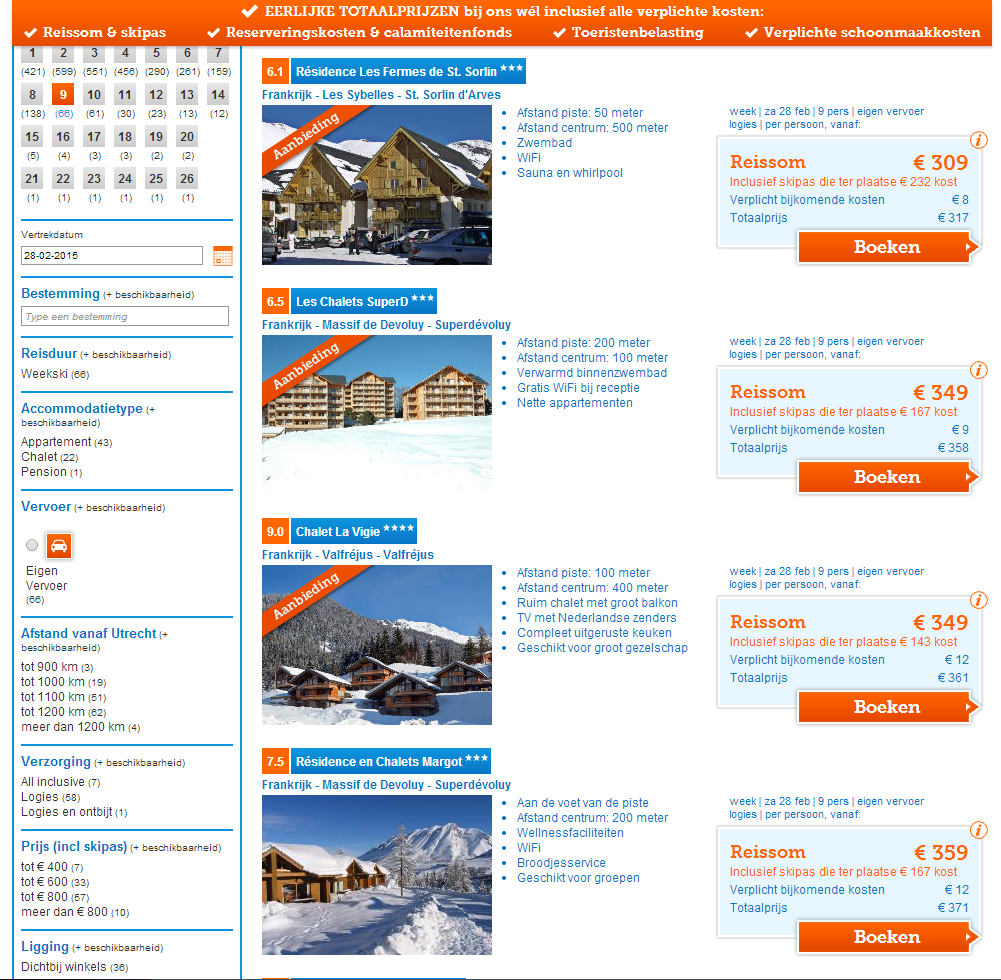 EERLIJKE TOTAALPRIJZEN bij ons wél inclusief alle verplichte kosten:
Reissom & skipas Reserveringskosten & calamiteitenfonds Toeristenbelasting Verplichte schoonmaakkosten
1 2 3 4 5 6 7
(421) (599) (551) (456) (290) (261) (159)
8 9 10 11 12 13 14
(138) (66) (61) (30) (23) (13) (12)
15 16 17 18 19 20
(5) (4) (3) (3) (2) (2)
21 22 23 24 25 26
(1) (1) (1) (1) (1) (1)
Vertrekdatum
28-02-2015
Bestemming (+ beschikbaarheid)
Type een bestemming
Reisduur (+ beschikbaarheid)
Weekski (66)
Accommodatietype (+
beschikbaarheid)
Appartement (43)
Chalet (22)
Pension (1)
Vervoer (+ beschikbaarheid)
Eigen
Vervoer
(66)
Afstand vanaf Utrecht (+
beschikbaarheid)
tot 900 km (3)
tot 1000 km (19)
tot 1100 km (51)
tot 1200 km (62)
meer dan 1200 km (4)
Verzorging (+ beschikbaarheid)
All inclusive (7)
Logies (58)
Logies en ontbijt (1)
Prijs (incl skipas) (+ beschikbaarheid)
tot € 400 (7)
tot € 600 (33)
tot € 800 (57)
meer dan € 800 (10)
Ligging (+ beschikbaarheid)
Dichtbij winkels (36)
6.1 Résidence Les Fermes de St. Sorlin ***
Frankrijk - Les Sybelles - St. Sorlin d'Arves
Aanbieding
• Afstand piste: 50 meter
• Afstand centrum: 500 meter
• Zwembad
• WiFi
• Sauna en whirlpool
week | za 28 feb | 9 pers | eigen vervoer
logies | per persoon, vanaf:
i
Reissom € 309
Inclusief skipas die ter plaatse € 232 kost
Verplicht bijkomende kosten € 8
Totaalprijs € 317
Boeken
6.5 Les Chalets SuperD ***
Frankrijk - Massif de Devoluy - Superdévoluy
Aanbieding
• Afstand piste: 200 meter
• Afstand centrum: 100 meter
• Verwarmd binnenzwembad
• Gratis WiFi bij receptie
• Nette appartementen
week | za 28 feb | 9 pers | eigen vervoer
logies | per persoon, vanaf:
i
Reissom € 349
Inclusief skipas die ter plaatse € 167 kost
Verplicht bijkomende kosten € 9
Totaalprijs € 358
Boeken
9.0 Chalet La Vigie ****
Frankrijk - Valfréjus - Valfréjus
Aanbieding
• Afstand piste: 100 meter
• Afstand centrum: 400 meter
• Ruim chalet met groot balkon
• TV met Nederlandse zenders
• Compleet uitgeruste keuken
• Geschikt voor groot gezelschap
week | za 28 feb | 9 pers | eigen vervoer
logies | per persoon, vanaf:
i
Reissom € 349
Inclusief skipas die ter plaatse € 143 kost
Verplicht bijkomende kosten € 12
Totaalprijs € 361
Boeken
7.5 Résidence en Chalets Margot ***
Frankrijk - Massif de Devoluy - Superdévoluy
• Aan de voet van de piste
• Afstand centrum: 200 meter
• Wellnessfaciliteiten
• WiFi
• Broodjesservice
• Geschikt voor groepen
week | za 28 feb | 9 pers | eigen vervoer
logies | per persoon, vanaf:
i
Reissom € 359
Inclusief skipas die ter plaatse € 167 kost
Verplicht bijkomende kosten € 12
Totaalprijs € 371
Boeken